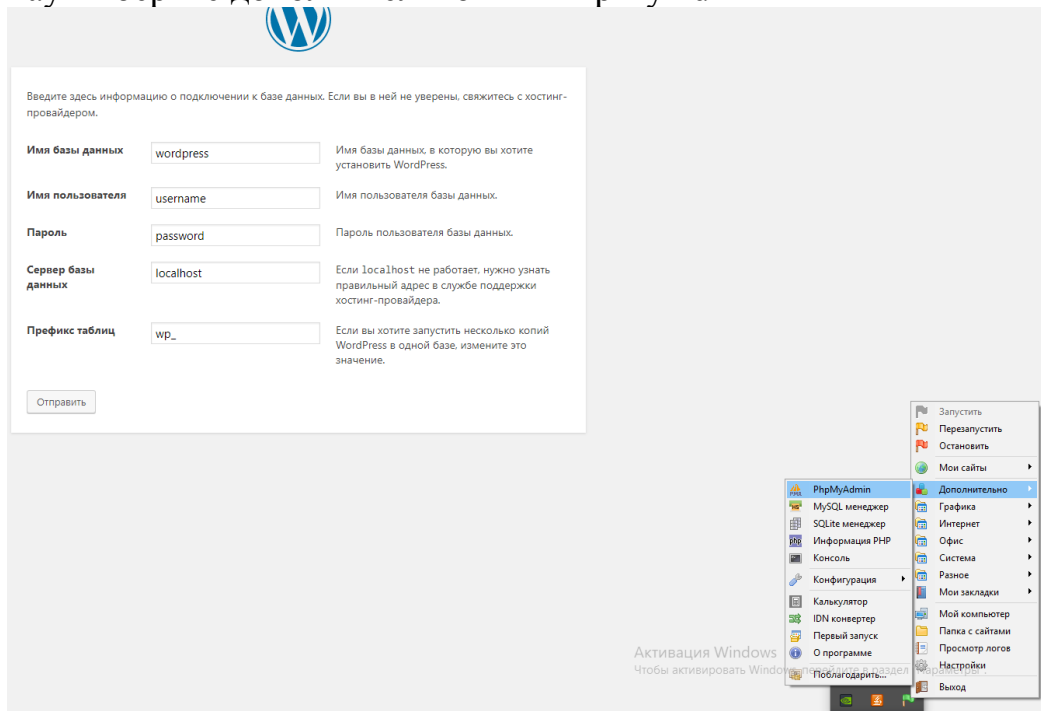 Введите здесь информацию о подключении к базе данных. Если вы в ней не уверены, свяжитесь с хостинг-
провайдером.
Имя базы данных
wordpress
Имя базы данных, в которую вы хотите
установить WordPress.
Имя пользователя
username
Имя пользователя базы данных.
Пароль
password
Пароль пользователя базы данных.
Сервер базы
данных
localhost
Если localhost не работает, нужно узнать
правильный адрес в службе поддержки
хостинг-провайдера.
Префикс таблиц
wp_
Если вы хотите запустить несколько копий
WordPress в одной базе, измените это
значение.
Отправить
Запустить
Перезапустить
Остановить
Мои сайты
Дополнительно
Графика
Интернет
Офис
Система
Разное
Мои закладки
Мой компьютер
Папка с сайтами
Просмотр логов
Настройки
Выход
PhpMyAdmin
MySQL менеджер
SQLite менеджер
Информация PHP
Консоль
Конфигурация
Калькулятор
IDN конвертер
Первый запуск
О программе
Поблагодарить...
Активация Windows
Чтобы активировать Windows, перейдите в раздел